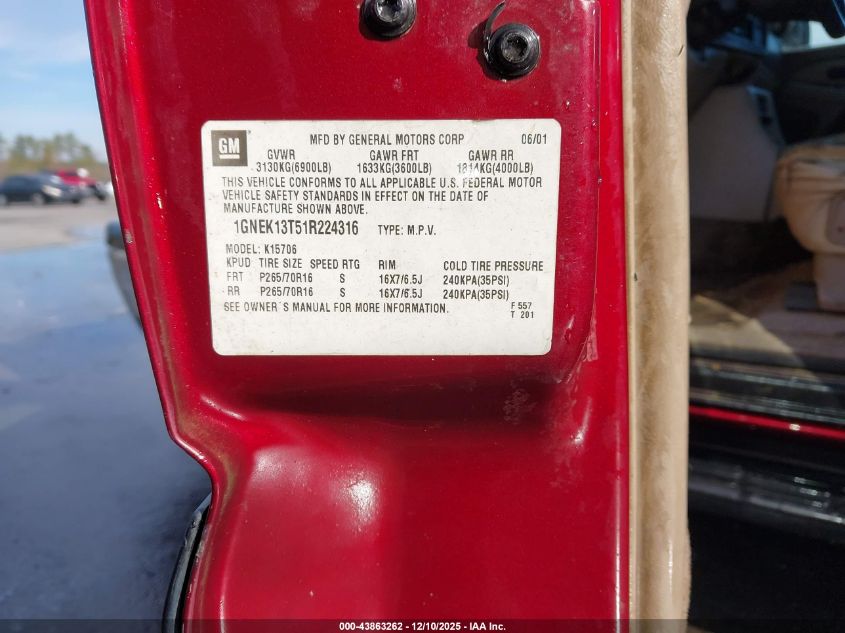 GM
MFD BY GENERAL MOTORS CORP 06/01
GVWR GAWR FRT GAWR RR
3130KG(6900LB) 1633KG(3600LB) 1814KG(4000LB)
THIS VEHICLE CONFORMS TO ALL APPLICABLE U.S. FEDERAL MOTOR
VEHICLE SAFETY STANDARDS IN EFFECT ON THE DATE OF
MANUFACTURE SHOWN ABOVE.
1GNEK13T51R224316 TYPE: M.P.V.
MODEL: K15706
KPUD TIRE SIZE SPEED RTG RIM COLD TIRE PRESSURE
FRT P265/70R16 S 16X7/6.5J 240KPA(35PSI)
RR P265/70R16 S 16X7/6.5J 240KPA(35PSI)
SEE OWNER'S MANUAL FOR MORE INFORMATION.
F 557
T 201
000-43863262 - 12/10/2025 - IAA Inc.